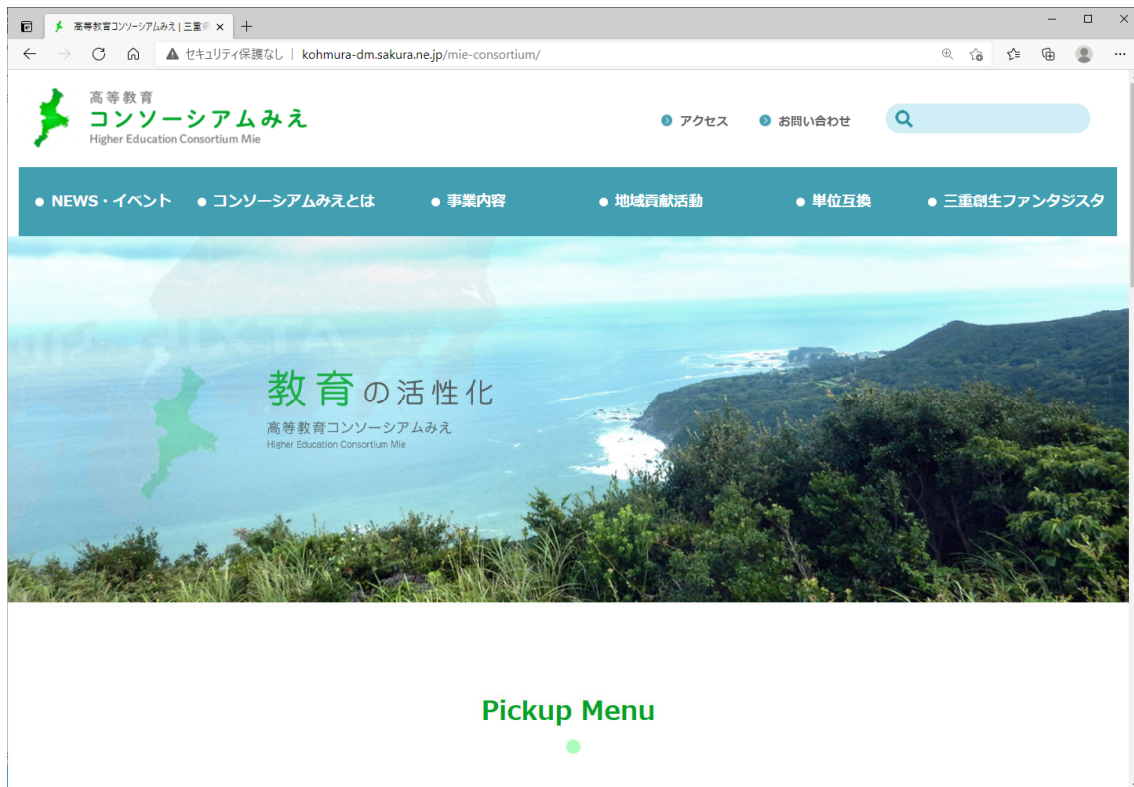 高等教育コンソーシアムみえ | 三重
セキュリティ保護なし | kohmura-dm.sakura.ne.jp/mie-consortium/
高等教育
コンソーシアムみえ
Higher Education Consortium Mie
アクセス お問い合わせ
NEWS・イベント コンソーシアムみえとは 事業内容 地域貢献活動 単位互換 三重創生ファンタジスタ
教育の活性化
高等教育コンソーシアムみえ
Higher Education Consortium Mie
Pickup Menu